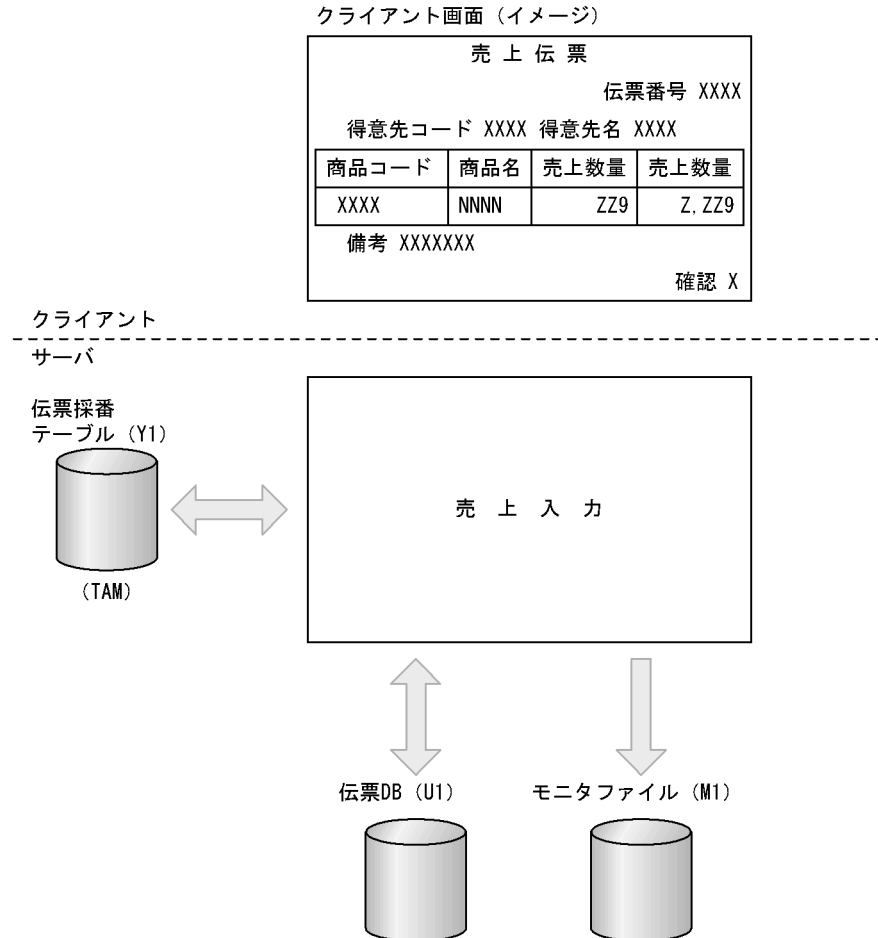 クライアント画面（イメージ）
売 上 伝 票
伝票番号 XXXX
得意先コード XXXX 得意先名 XXXX
商品コード 商品名 売上数量 売上数量
XXXX NNNN ZZ9 Z,ZZ9
備考 XXXXXXX
確認 X
クライアント
サーバ
伝票採番
テーブル（Y1）
売 上 入 力
（TAM）
伝票DB（U1） モニタファイル（M1）